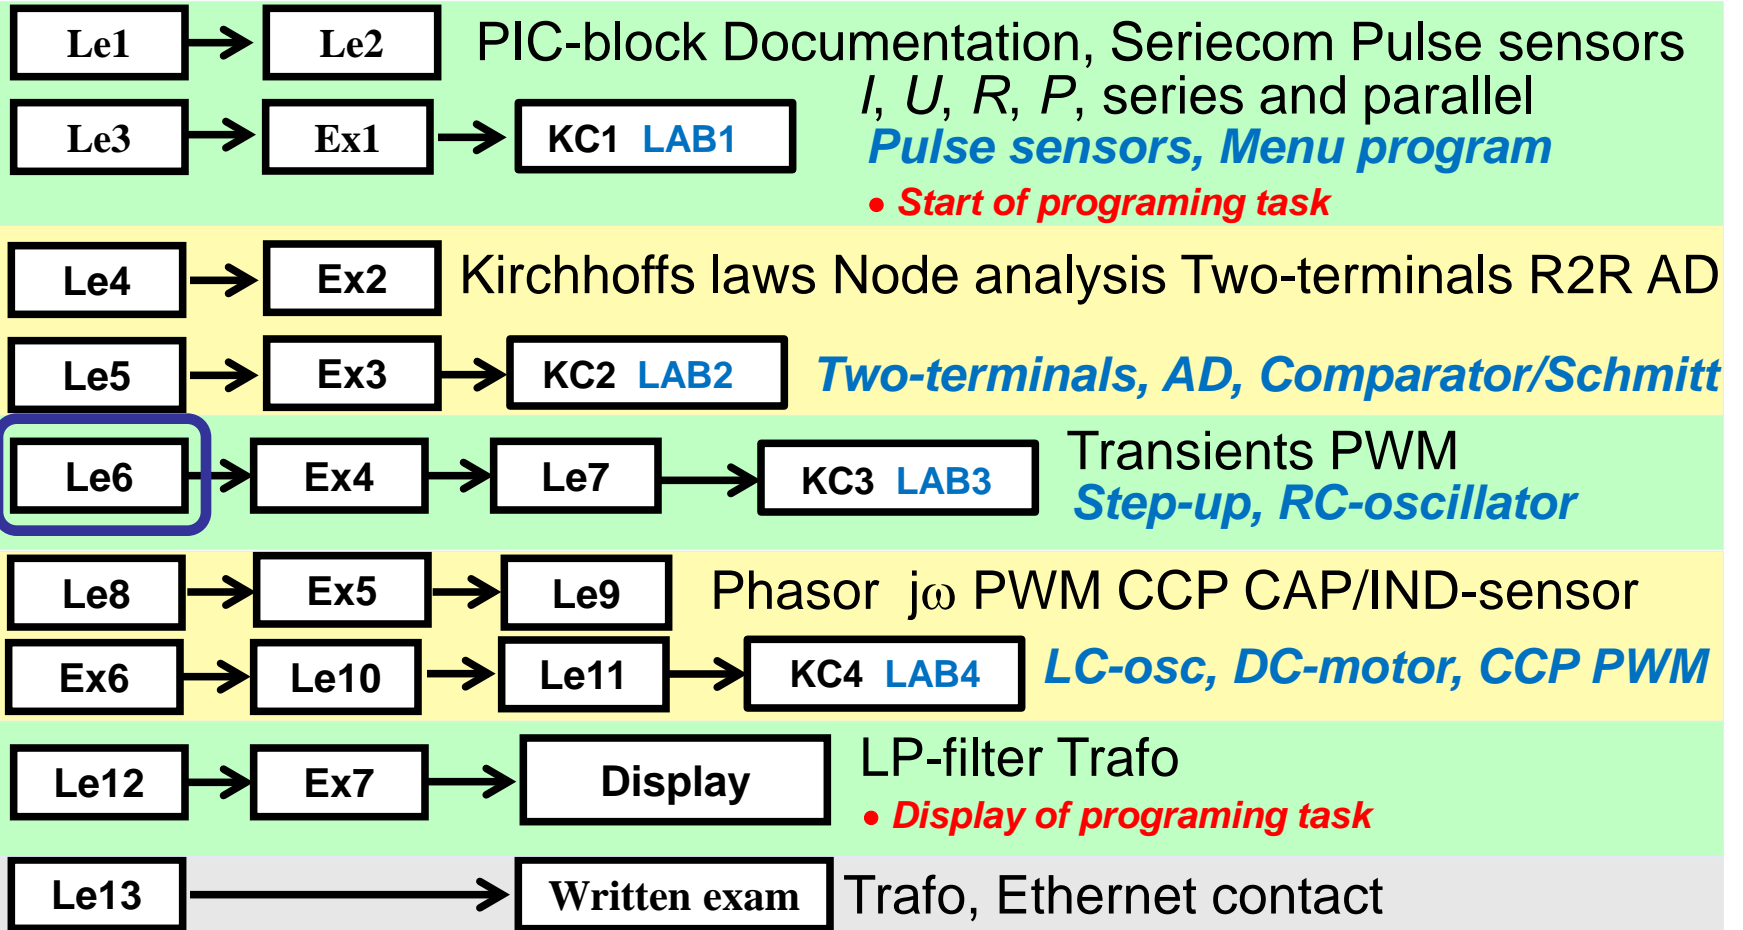 Le1 Le2 PIC-block Documentation, Seriecom Pulse sensors
I, U, R, P, series and parallel
Le3 Ex1 KC1 LAB1 Pulse sensors, Menu program
• Start of programing task
Le4 Ex2 Kirchhoffs laws Node analysis Two-terminals R2R AD
Le5 Ex3 KC2 LAB2 Two-terminals, AD, Comparator/Schmitt
Le6 Ex4 Le7 KC3 LAB3 Transients PWM
Step-up, RC-oscillator
Le8 Ex5 Le9 Phasor jω PWM CCP CAP/IND-sensor
Ex6 Le10 Le11 KC4 LAB4 LC-osc, DC-motor, CCP PWM
Le12 Ex7 Display LP-filter Trafo
• Display of programing task
Le13 Written exam Trafo, Ethernet contact